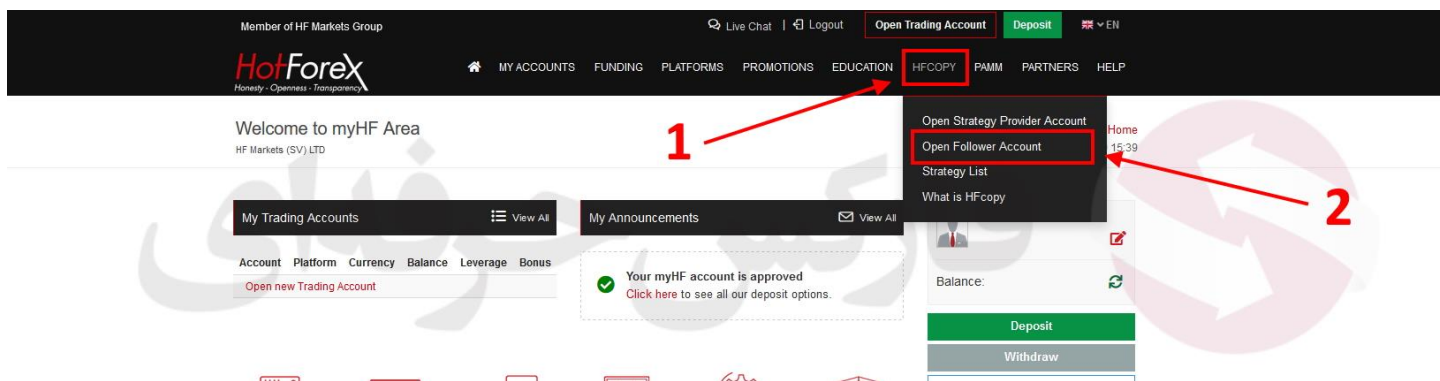 Member of HF Markets Group
Live Chat | Logout Open Trading Account Deposit EN
HotForex
Honesty - Openness - Transparency
MY ACCOUNTS FUNDING PLATFORMS PROMOTIONS EDUCATION HFCOPY PAMM PARTNERS HELP
1
Open Strategy Provider Account
Open Follower Account
Strategy List
What is HFcopy
2
Welcome to myHF Area
HF Markets (SV) LTD
Home
15:39
My Trading Accounts View All
Account Platform Currency Balance Leverage Bonus
Open new Trading Account
My Announcements View All
Your myHF account is approved
Click here to see all our deposit options.
Balance:
Deposit
Withdraw
فارکس حرفه‌ای